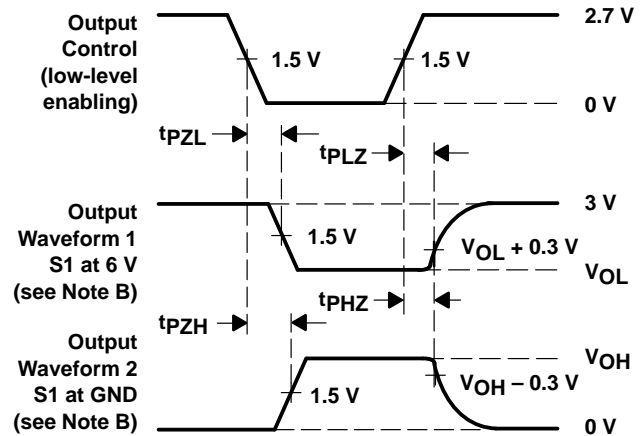 Output
Control
(low-level
enabling)
2.7 V
1.5 V
1.5 V
0 V
tPZL
tPLZ
Output
Waveform 1
S1 at 6 V
(see Note B)
3 V
1.5 V
VOL + 0.3 V
VOL
tPZH
tPHZ
Output
Waveform 2
S1 at GND
(see Note B)
VOH
1.5 V
VOH − 0.3 V
0 V